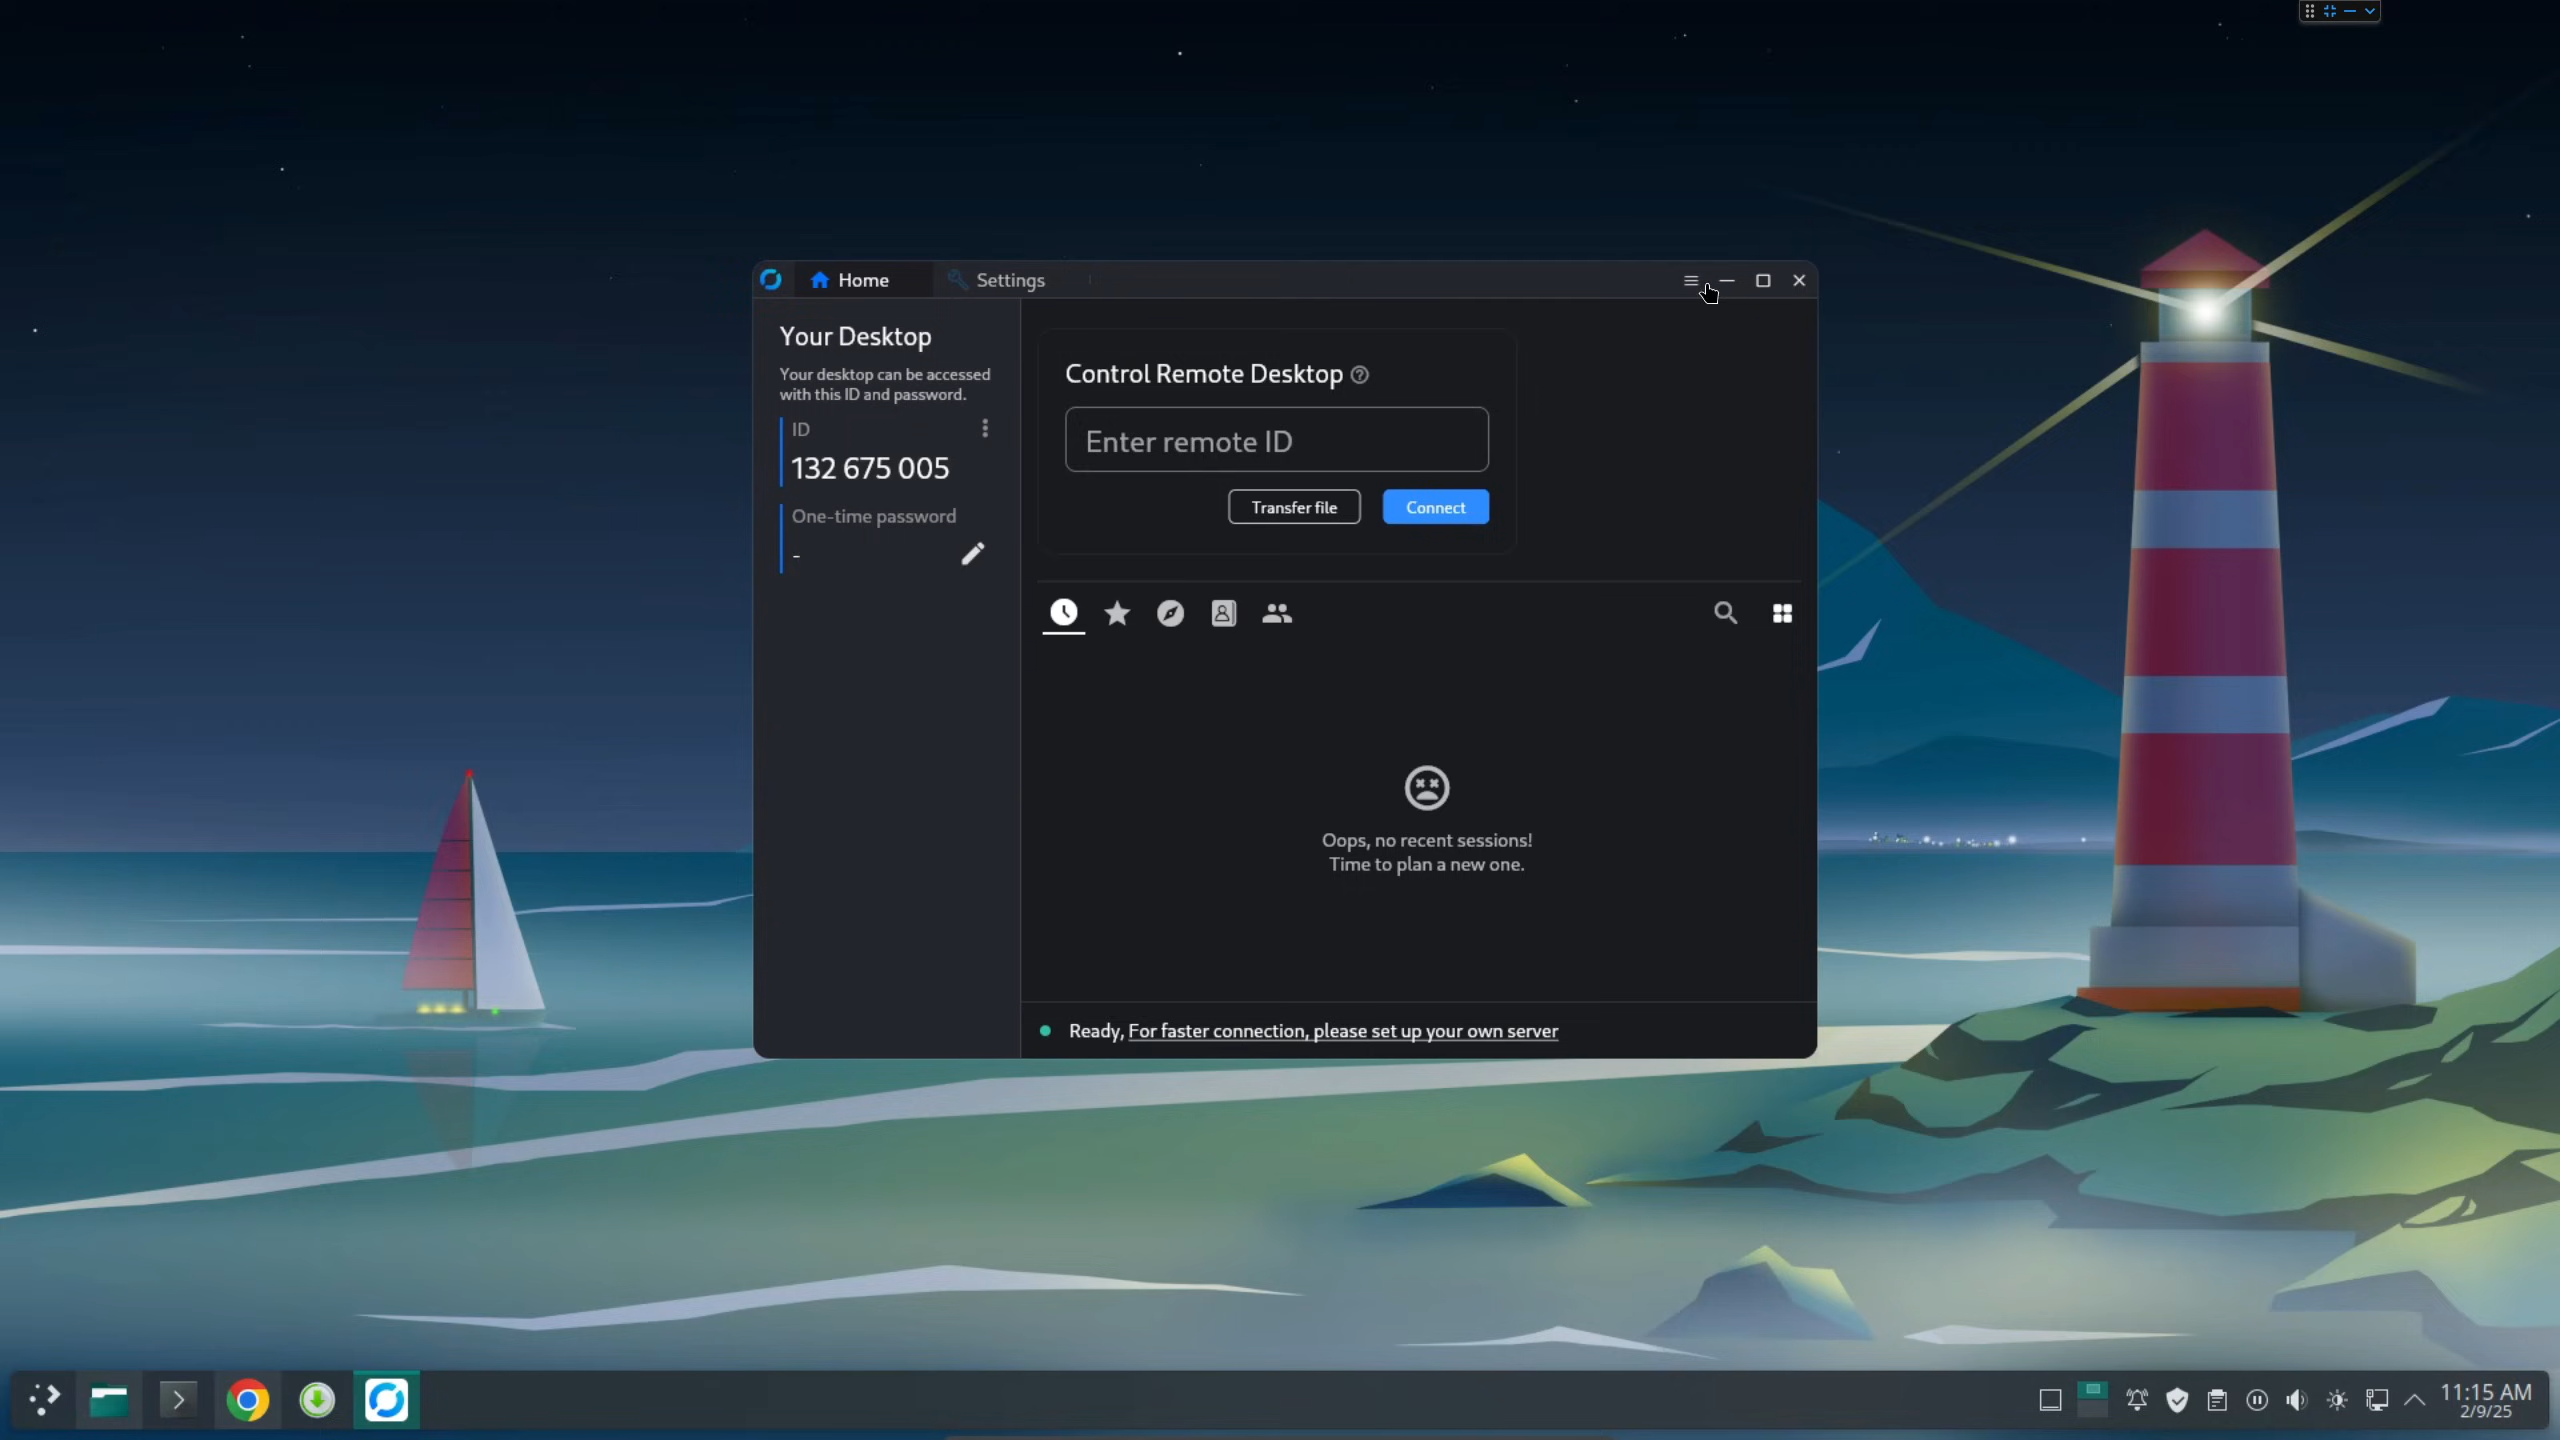 Home
Settings
Your Desktop
Your desktop can be accessed
with this ID and password.
ID
132 675 005
One-time password
-
Control Remote Desktop
Enter remote ID
Transfer file
Connect
Oops, no recent sessions!
Time to plan a new one.
Ready, For faster connection, please set up your own server
11:15 AM
2/9/25